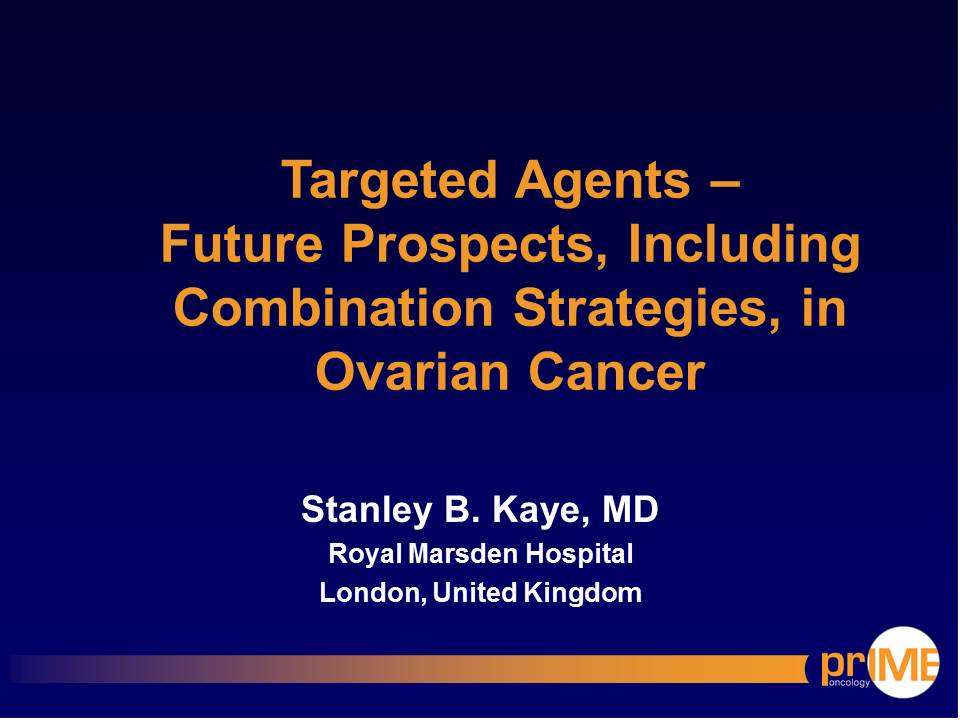 Targeted Agents –
Future Prospects, Including
Combination Strategies, in
Ovarian Cancer
Stanley B. Kaye, MD
Royal Marsden Hospital
London, United Kingdom
prIME
oncology